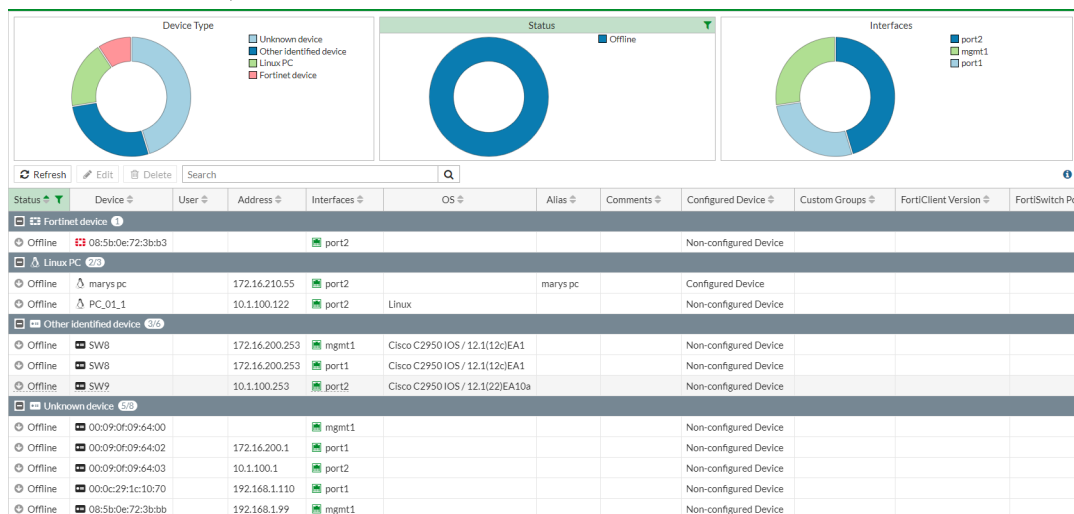 Device Type
Unknown device
Other identified device
Linux PC
Fortinet device
Status
Offline
Interfaces
port2
mgmt1
port1
Refresh Edit Delete Search
Status Device User Address Interfaces OS Alias Comments Configured Device Custom Groups FortiClient Version FortiSwitch Po
Fortinet device 1
Offline 08:5b:0e:72:3b:b3 port2 Non-configured Device
Linux PC 2/3
Offline marys pc 172.16.210.55 port2 marys pc Configured Device
Offline PC_01_1 10.1.100.122 port2 Linux Non-configured Device
Other identified device 3/6
Offline SW8 172.16.200.253 mgmt1 Cisco C2950 IOS / 12.1(12c)EA1 Non-configured Device
Offline SW8 172.16.200.253 port1 Cisco C2950 IOS / 12.1(12c)EA1 Non-configured Device
Offline SW9 10.1.100.253 port2 Cisco C2950 IOS / 12.1(22)EA10a Non-configured Device
Unknown device 5/8
Offline 00:09:0f:09:64:00 mgmt1 Non-configured Device
Offline 00:09:0f:09:64:02 172.16.200.1 port1 Non-configured Device
Offline 00:09:0f:09:64:03 10.1.100.1 port2 Non-configured Device
Offline 00:0c:29:1c:10:70 192.168.1.110 port1 Non-configured Device
Offline 08:5b:0e:72:3b:bb 192.168.1.99 mgmt1 Non-configured Device